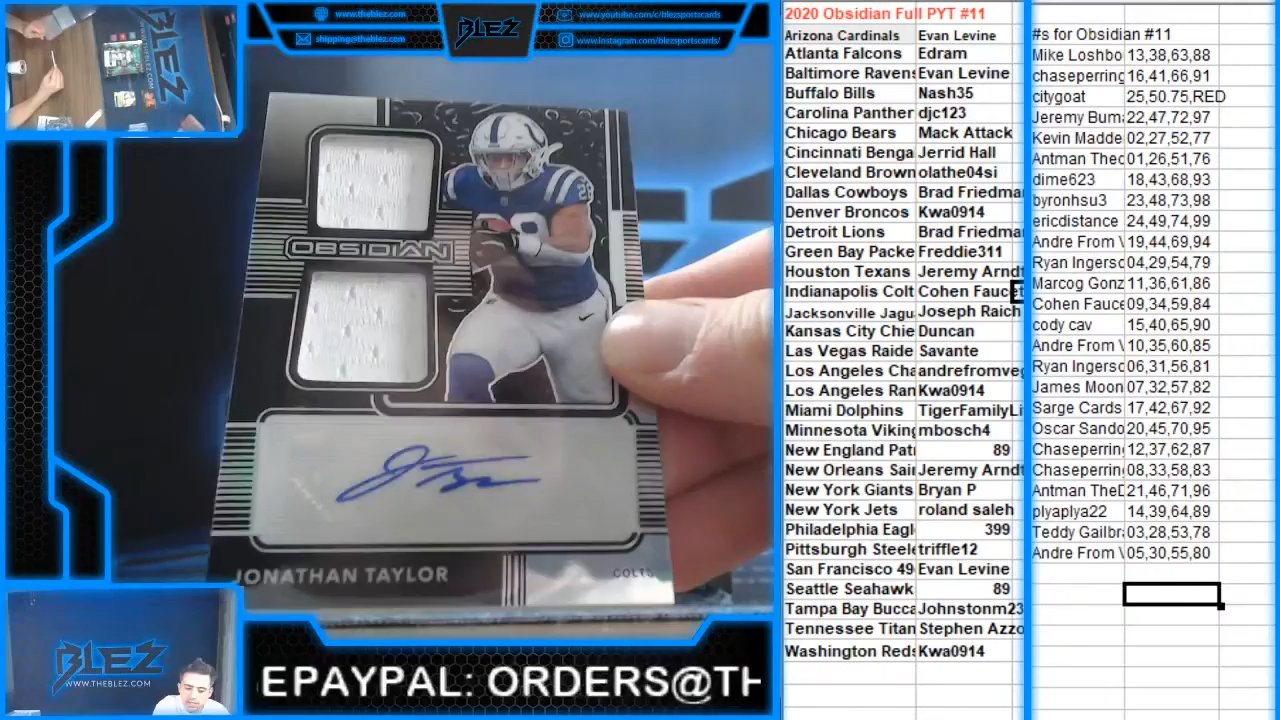 www.theblez.com
shipping@theblez.com
BLEZ
www.youtube.com/c/blezsportscards/
www.instagram.com/blezsportscards/
BLEZ
WWW.THEBLEZ.COM
OBSIDIAN
28
JONATHAN TAYLOR
COLTS
BLEZ
WWW.THEBLEZ.COM
EPAYPAL: ORDERS@TH
2020 Obsidian Full PYT #11
Arizona Cardinals Evan Levine
Atlanta Falcons Edram
Baltimore Ravens Evan Levine
Buffalo Bills Nash35
Carolina Panther djc123
Chicago Bears Mack Attack
Cincinnati Benga Jerrid Hall
Cleveland Brown olathe04si
Dallas Cowboys Brad Friedma
Denver Broncos Kwa0914
Detroit Lions Brad Friedma
Green Bay Packe Freddie311
Houston Texans Jeremy Arndt
Indianapolis Colt Cohen Faucet
Jacksonville Jagu Joseph Raich
Kansas City Chie Duncan
Las Vegas Raide Savante
Los Angeles Cha andrefromveg
Los Angeles Ran Kwa0914
Miami Dolphins TigerFamilyLi
Minnesota Viking mbosch4
New England Patr 89
New Orleans Sain Jeremy Arndt
New York Giants Bryan P
New York Jets roland saleh
Philadelphia Eagl 399
Pittsburgh Steele triffle12
San Francisco 49 Evan Levine
Seattle Seahawk 89
Tampa Bay Bucca Johnstonm23
Tennessee Titan Stephen Azzo
Washington Reds Kwa0914
#s for Obsidian #11
Mike Loshbo 13,38,63,88
chaseperring 16,41,66,91
citygoat 25,50.75,RED
Jeremy Buma 22,47,72,97
Kevin Madde 02,27,52,77
Antman Thec 01,26,51,76
dime623 18,43,68,93
byronhsu3 23,48,73,98
ericdistance 24,49,74,99
Andre From V 19,44,69,94
Ryan Ingersc 04,29,54,79
Marcog Gonz 11,36,61,86
Cohen Fauce 09,34,59,84
cody cav 15,40,65,90
Andre From V 10,35,60,85
Ryan Ingersc 06,31,56,81
James Moon 07,32,57,82
Sarge Cards 17,42,67,92
Oscar Sando 20,45,70,95
Chaseperring 12,37,62,87
Chaseperring 08,33,58,83
Antman TheD 21,46,71,96
plyaplya22 14,39,64,89
Teddy Gailbra 03,28,53,78
Andre From V 05,30,55,80